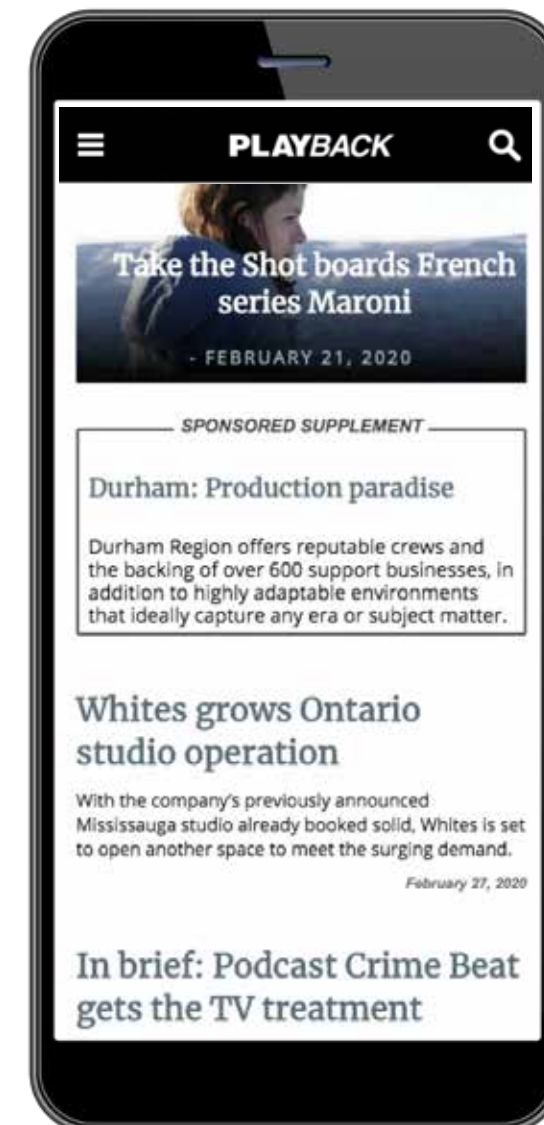 PLAYBACK
Take the Shot boards French
series Maroni
- FEBRUARY 21, 2020
SPONSORED SUPPLEMENT
Durham: Production paradise
Durham Region offers reputable crews and
the backing of over 600 support businesses, in
addition to highly adaptable environments
that ideally capture any era or subject matter.
Whites grows Ontario
studio operation
With the company's previously announced
Mississauga studio already booked solid, Whites is set
to open another space to meet the surging demand.
February 27, 2020
In brief: Podcast Crime Beat
gets the TV treatment